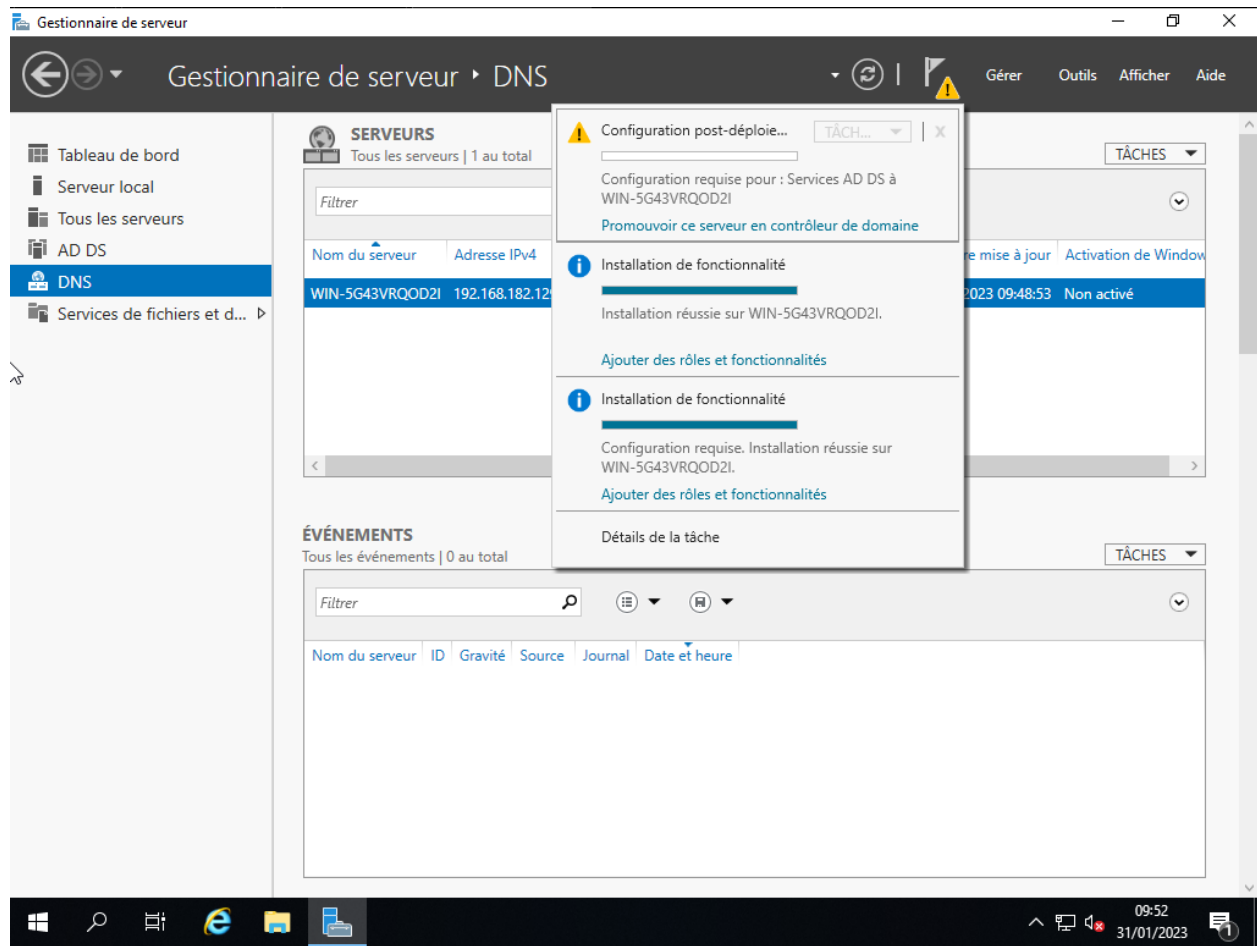 Gestionnaire de serveur
Gestionnaire de serveur DNS
Gérer Outils Afficher Aide
Tableau de bord
Serveur local
Tous les serveurs
AD DS
DNS
Services de fichiers et d...
SERVEURS
Tous les serveurs | 1 au total
TÂCHES
Filtrer
Nom du serveur Adresse IPv4
re mise à jour Activation de Window
WIN-5G43VRQOD2I 192.168.182.12
2023 09:48:53 Non activé
Configuration post-déploie... TÂCH... X
Configuration requise pour : Services AD DS à
WIN-5G43VRQOD2I
Promouvoir ce serveur en contrôleur de domaine
Installation de fonctionnalité
Installation réussie sur WIN-5G43VRQOD2I.
Ajouter des rôles et fonctionnalités
Installation de fonctionnalité
Configuration requise. Installation réussie sur
WIN-5G43VRQOD2I.
Ajouter des rôles et fonctionnalités
Détails de la tâche
ÉVÉNEMENTS
Tous les événements | 0 au total
TÂCHES
Filtrer
Nom du serveur ID Gravité Source Journal Date et heure
09:52
31/01/2023
1